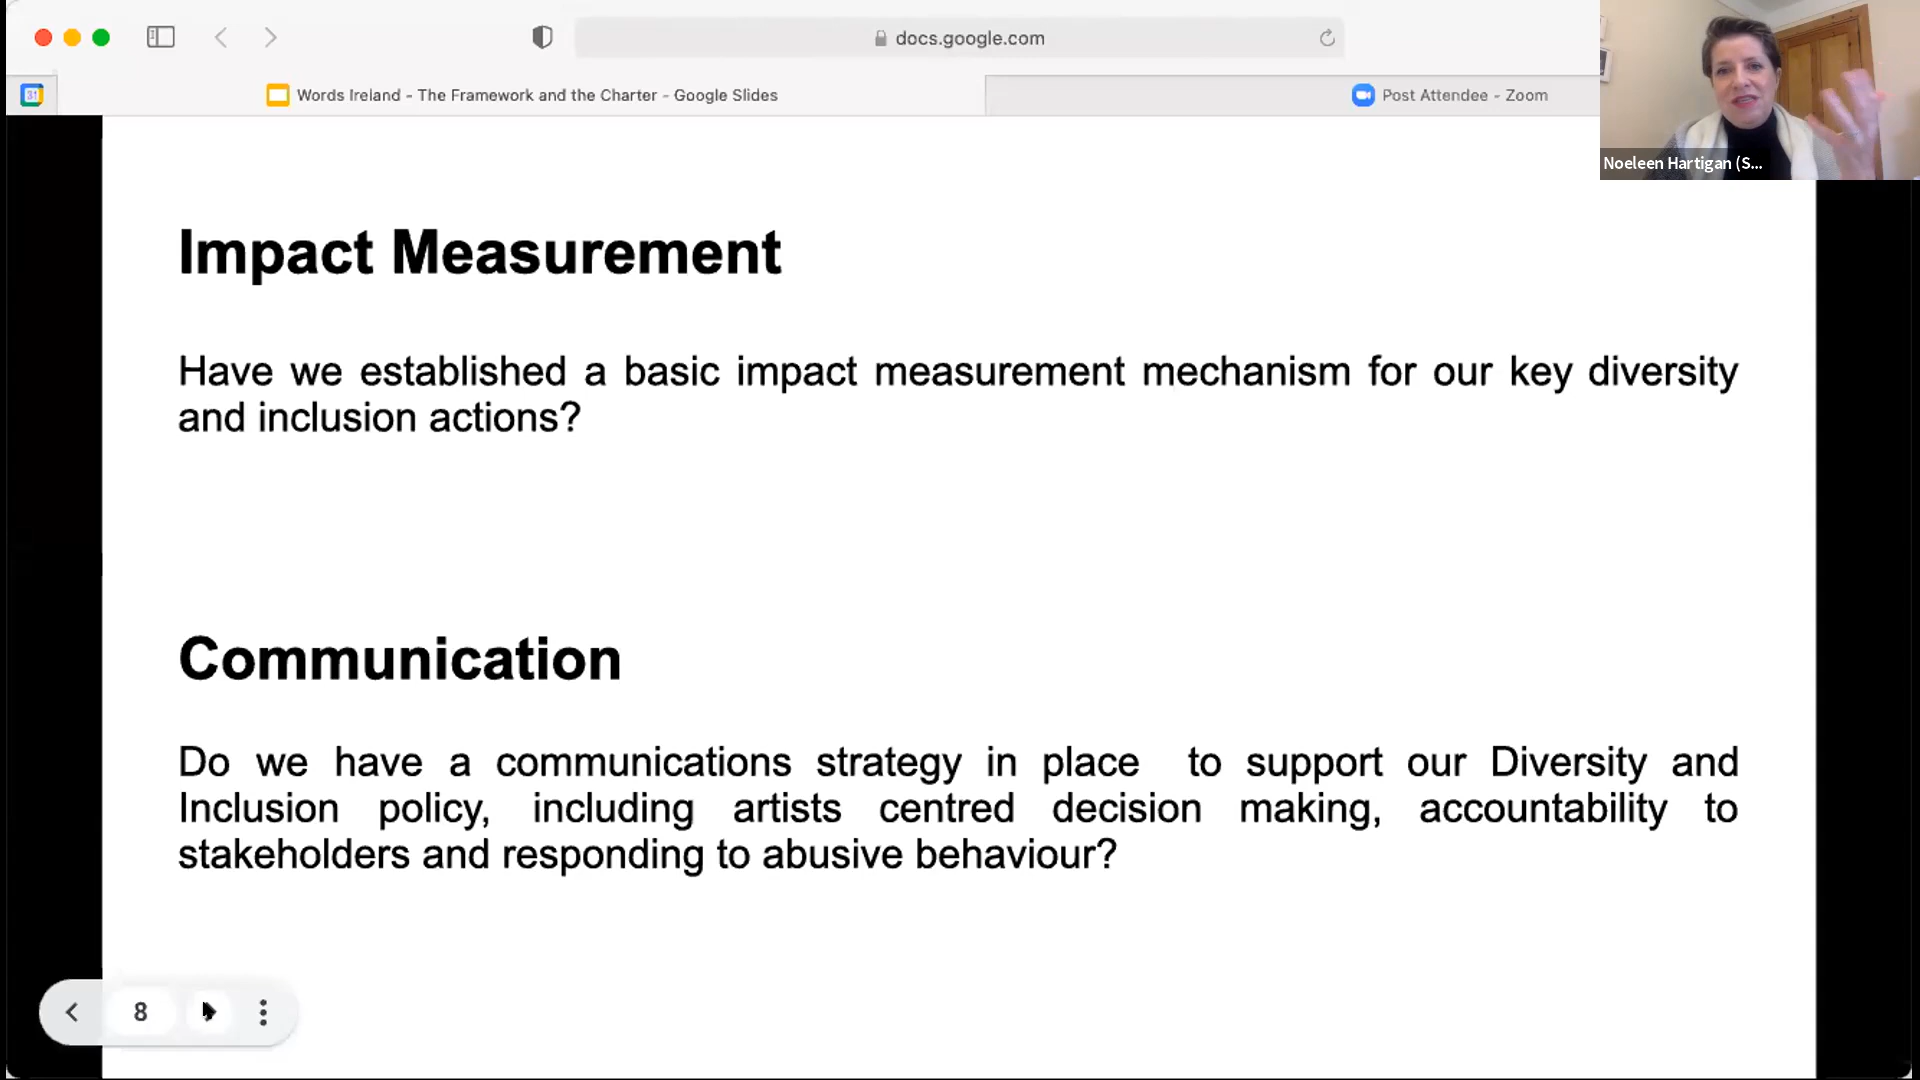 docs.google.com
31
Words Ireland - The Framework and the Charter - Google Slides
Post Attendee - Zoom
Noeleen Hartigan (S...
Impact Measurement
Have we established a basic impact measurement mechanism for our key diversity
and inclusion actions?
Communication
Do we have a communications strategy in place to support our Diversity and
Inclusion policy, including artists centred decision making, accountability to
stakeholders and responding to abusive behaviour?
8